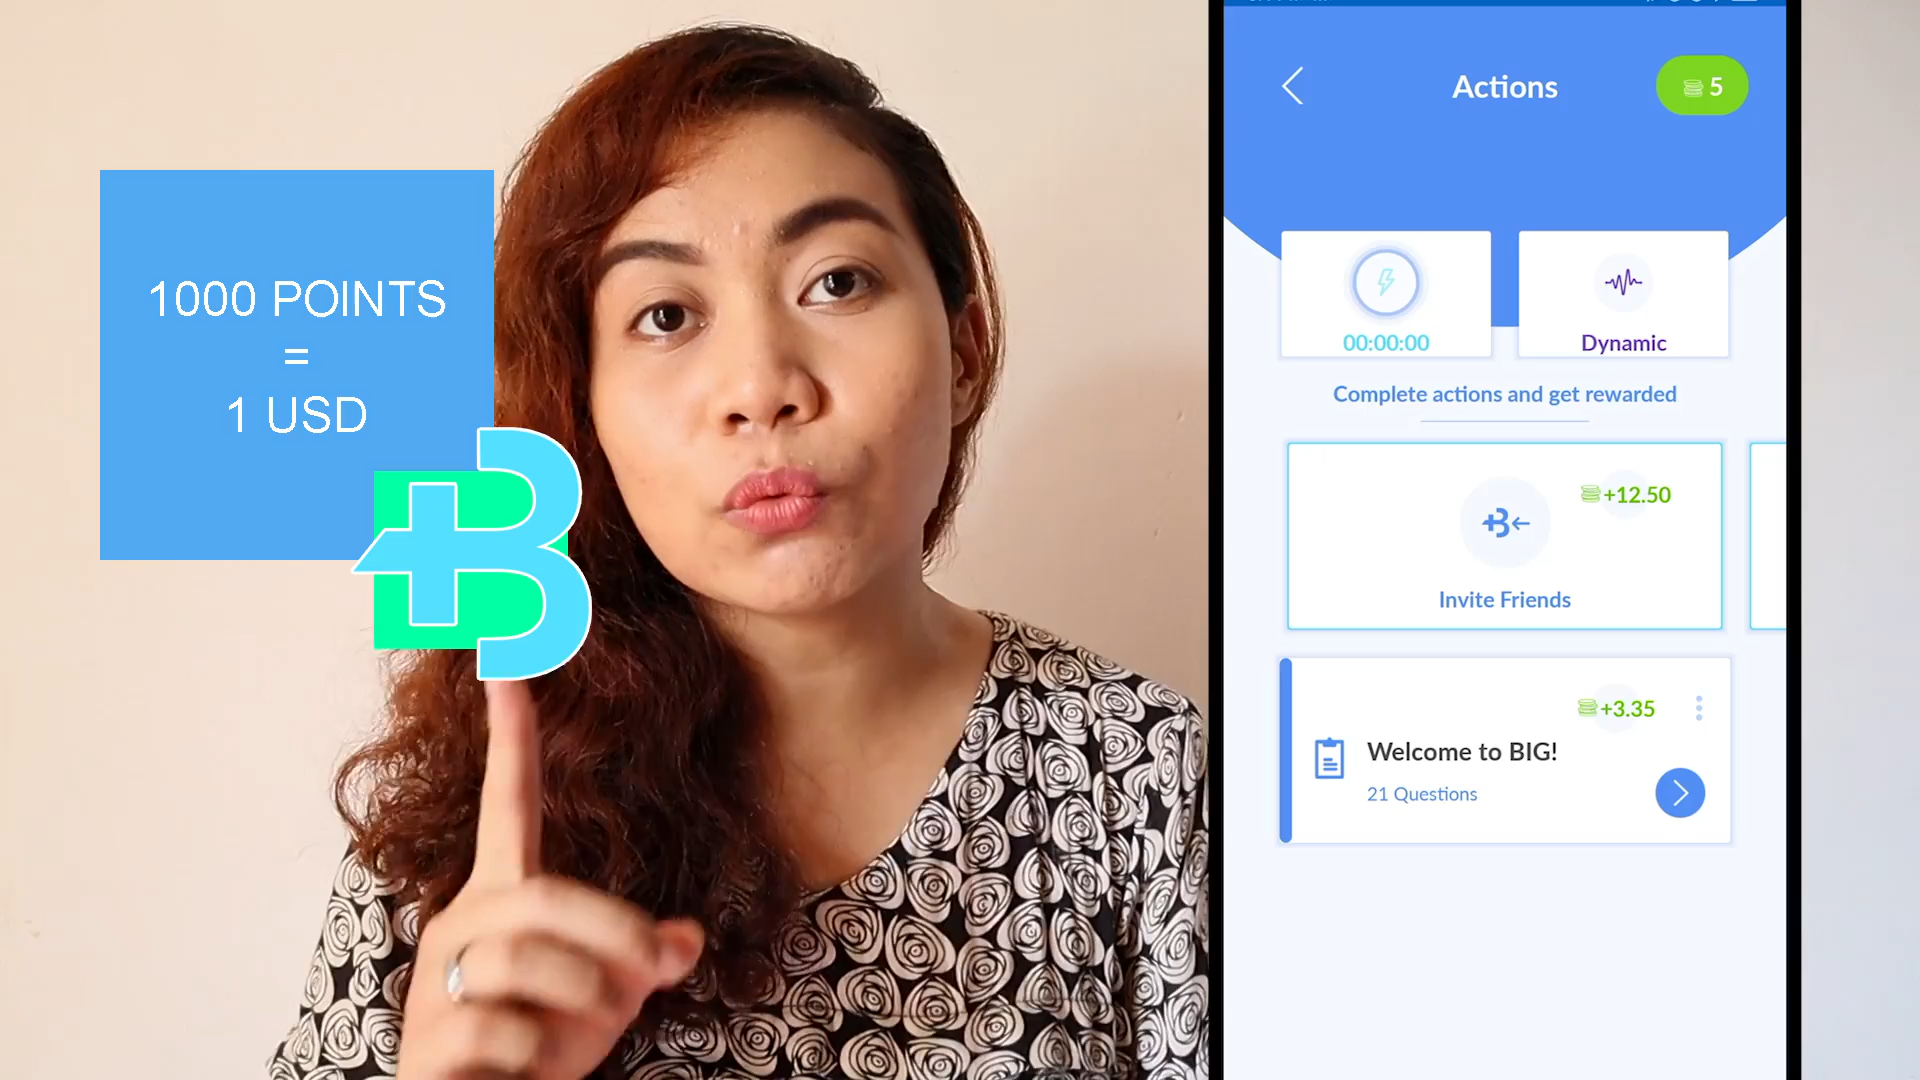 1000 POINTS
=
1 USD
Actions
5
00:00:00
Dynamic
Complete actions and get rewarded
+12.50
Invite Friends
+3.35
Welcome to BIG!
21 Questions